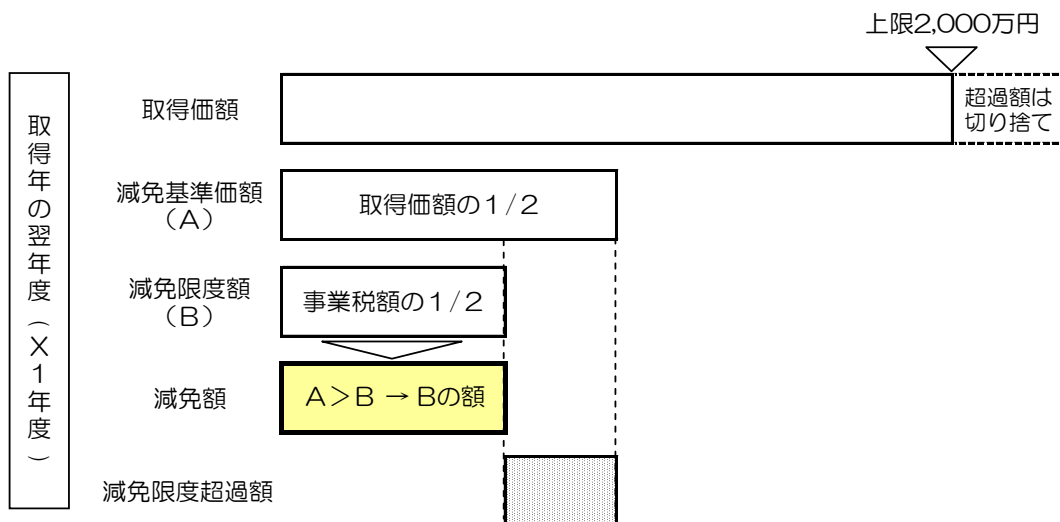 上限2,000万円
取得年の翌年度(X1年度)
取得価額
超過額は
切り捨て
減免基準価額
(A)
取得価額の1/2
減免限度額
(B)
事業税額の1/2
減免額
A>B → Bの額
減免限度超過額